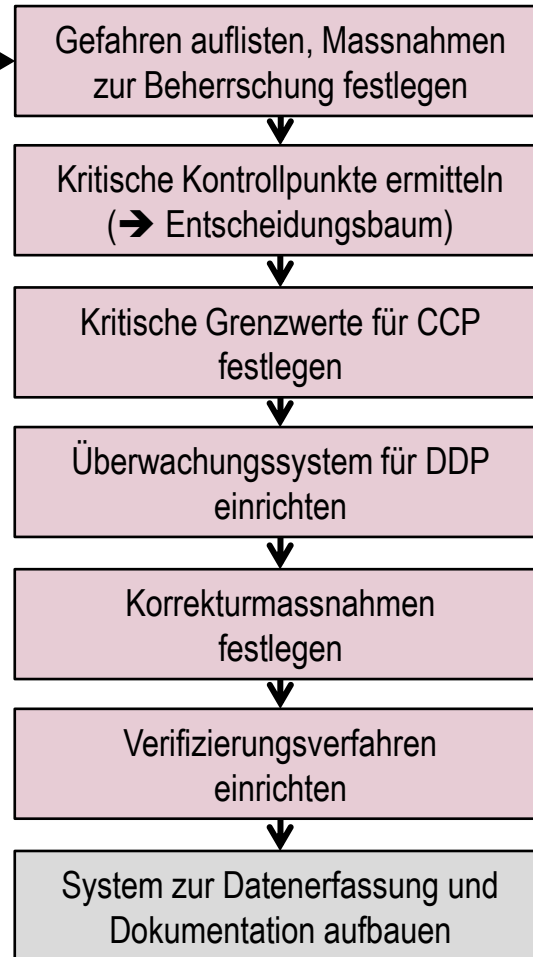 Gefahren auflisten, Massnahmen
zur Beherrschung festlegen
Kritische Kontrollpunkte ermitteln
(➔ Entscheidungsbaum)
Kritische Grenzwerte für CCP
festlegen
Überwachungssystem für DDP
einrichten
Korrekturmassnahmen
festlegen
Verifizierungsverfahren
einrichten
System zur Datenerfassung und
Dokumentation aufbauen